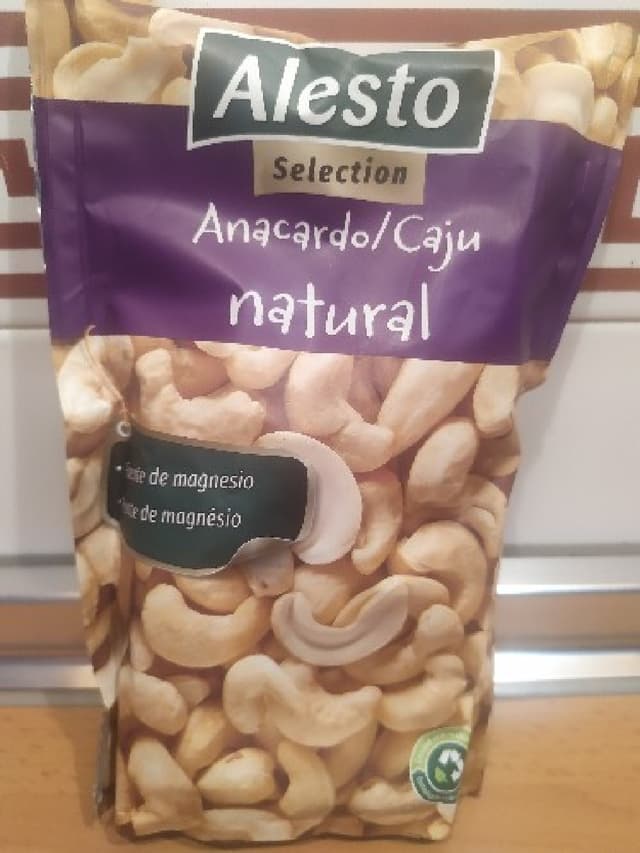 Alesto
Selection
Anacardo/Caju
natural
de magnesio
de magnésio